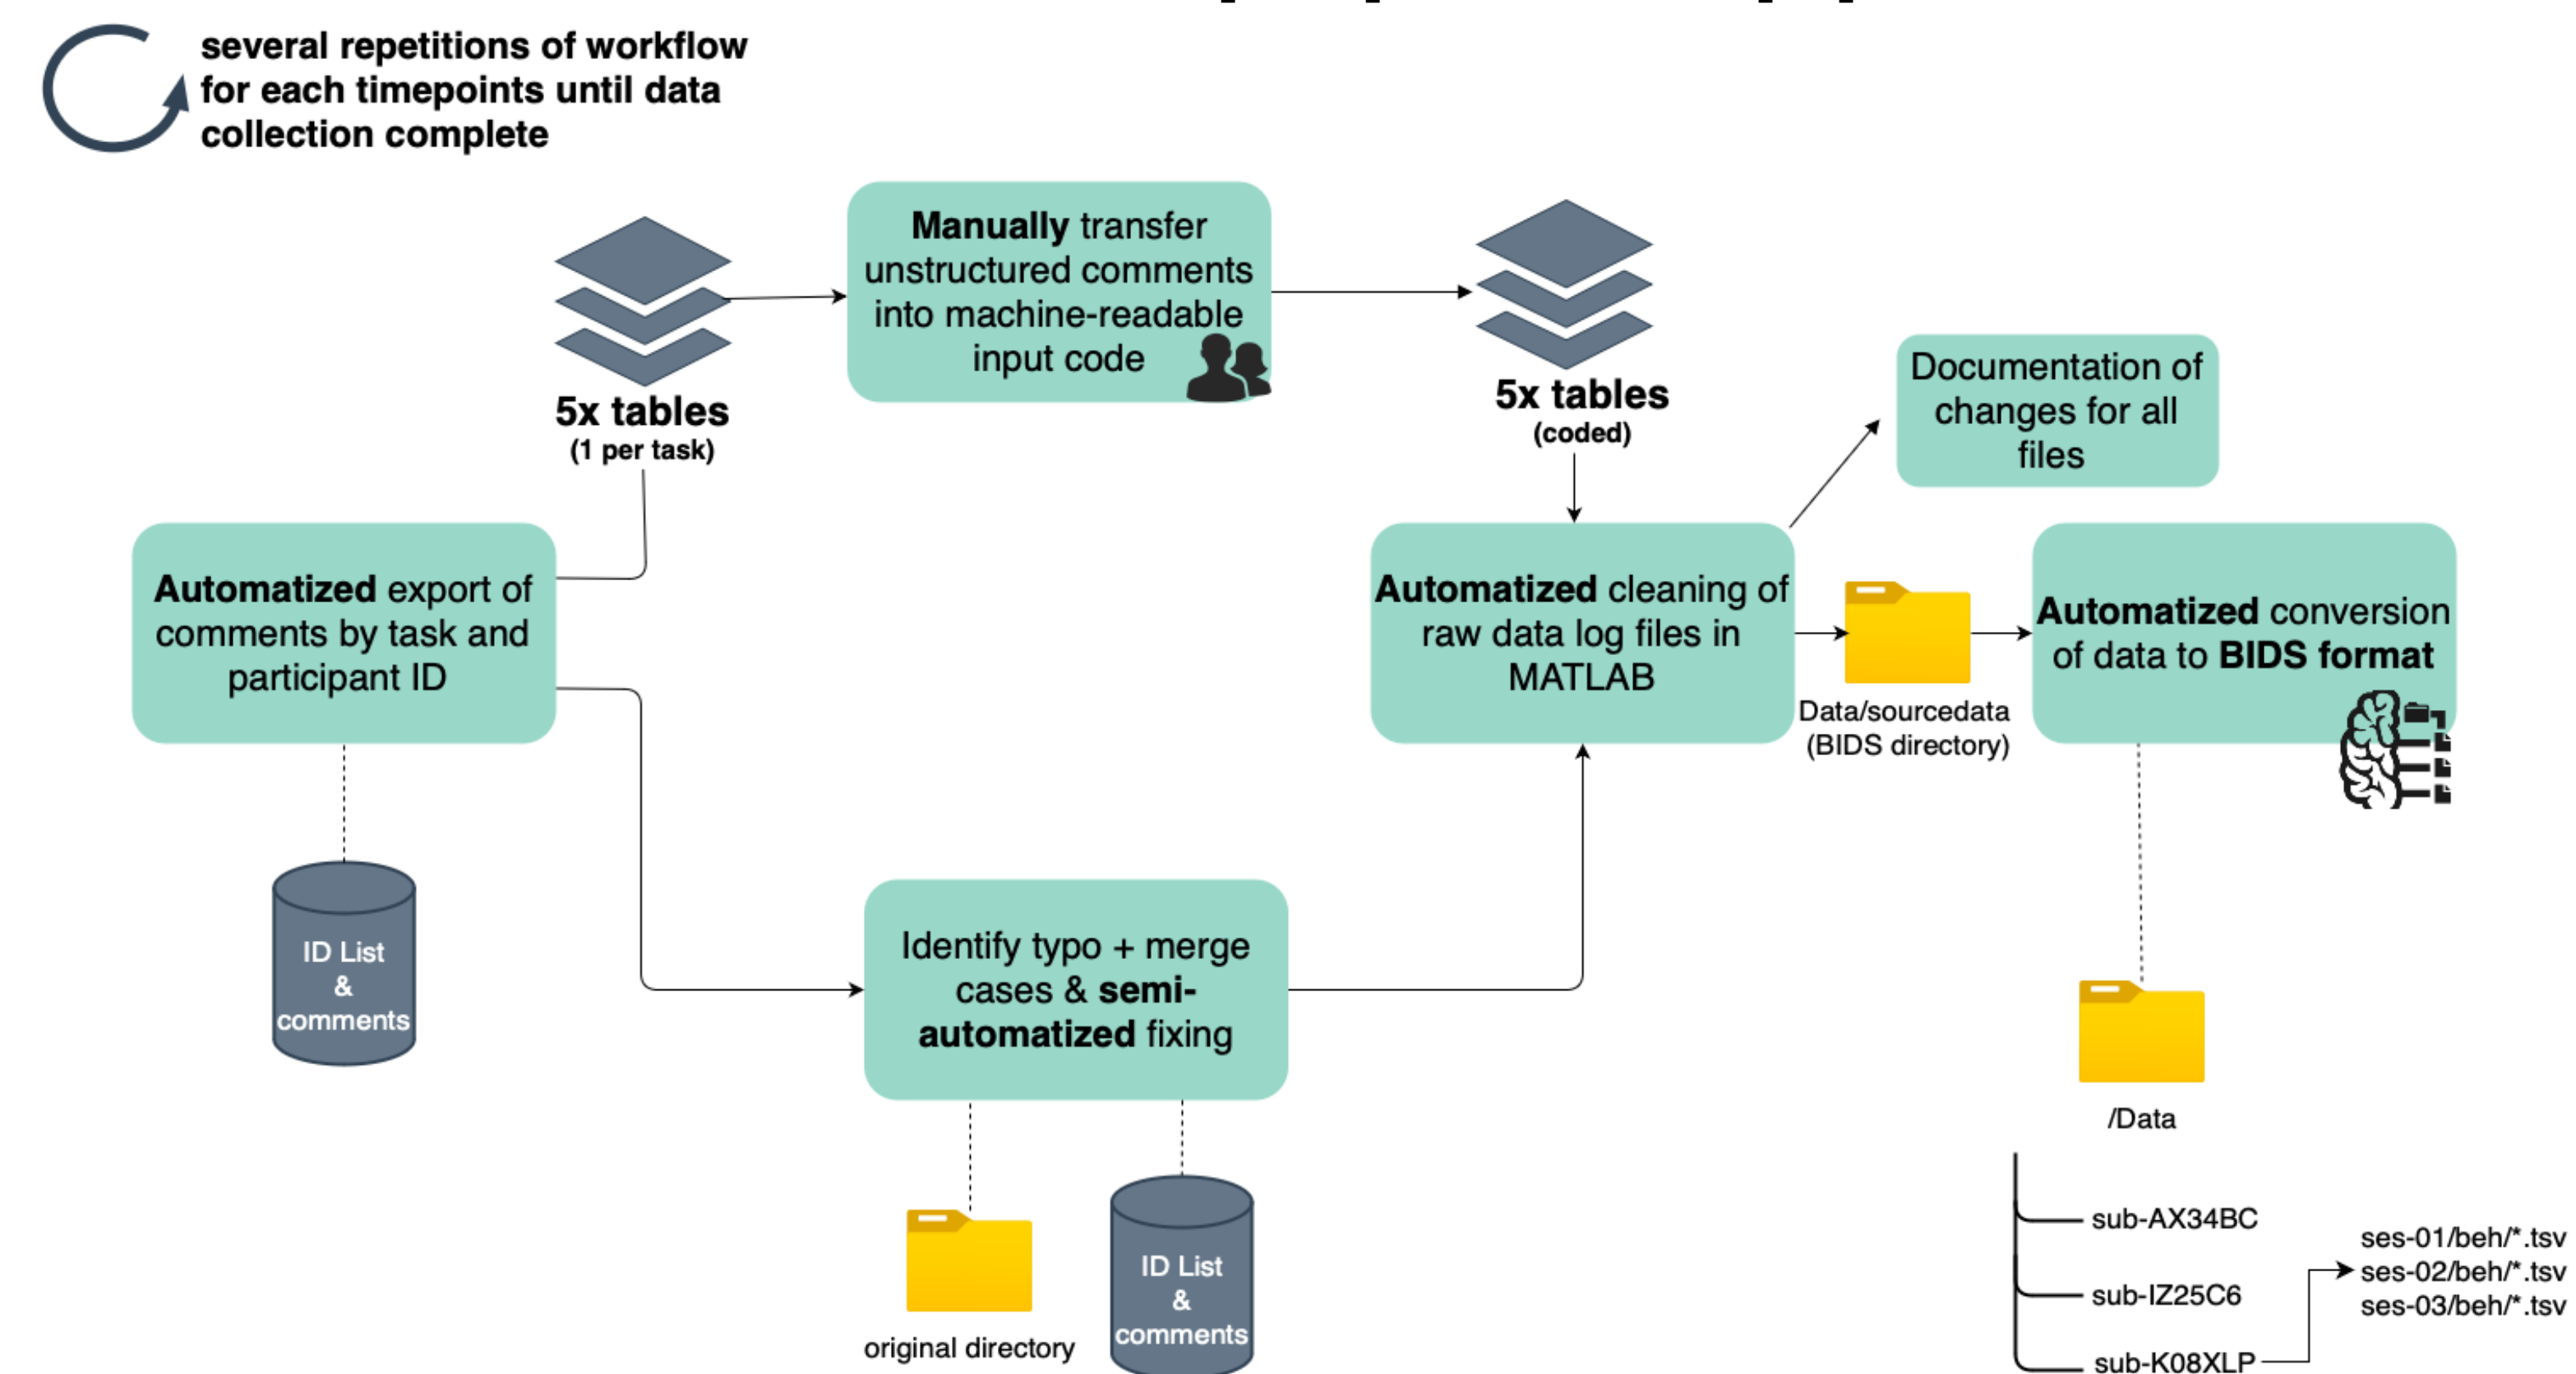 several repetitions of workflow
for each timepoints until data
collection complete
Manually transfer
unstructured comments
into machine-readable
input code
5x tables
(1 per task)
5x tables
(coded)
Documentation of
changes for all
files
Automatized export of
comments by task and
participant ID
Automatized cleaning of
raw data log files in
MATLAB
Data/sourcedata
(BIDS directory)
Automatized conversion
of data to BIDS format
ID List
&
comments
Identify typo + merge
cases & semi-
automatized fixing
original directory
ID List
&
comments
/Data
sub-AX34BC
sub-IZ25C6
sub-K08XLP
ses-01/beh/*.tsv
ses-02/beh/*.tsv
ses-03/beh/*.tsv